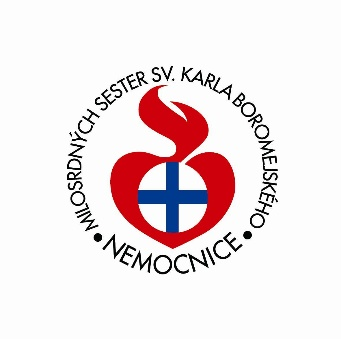 MILOSRDNÝCH SESTER SV. KARLA BOROMEJSKÉHO
• NEMOCNICE •